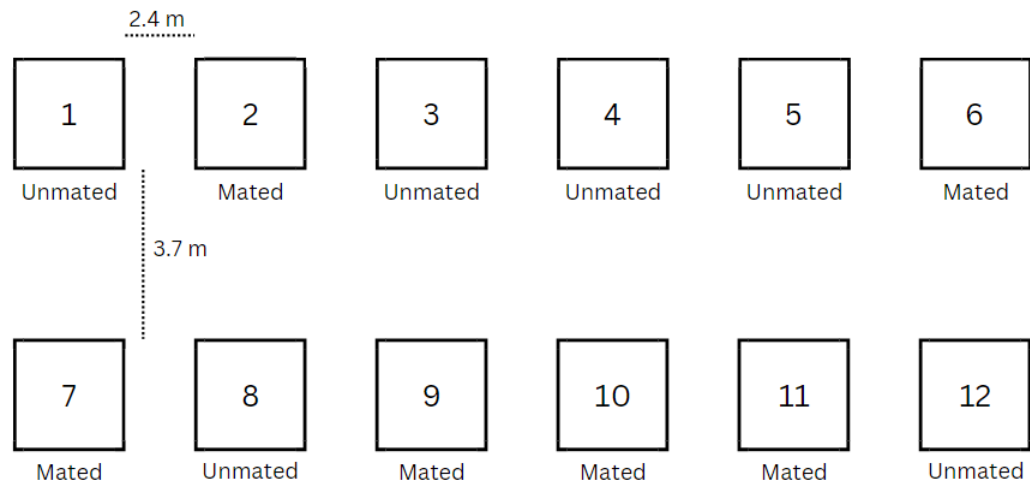 2.4 m
1 2 3 4 5 6
Unmated Mated Unmated Unmated Unmated Mated
3.7 m
7 8 9 10 11 12
Mated Unmated Mated Mated Mated Unmated